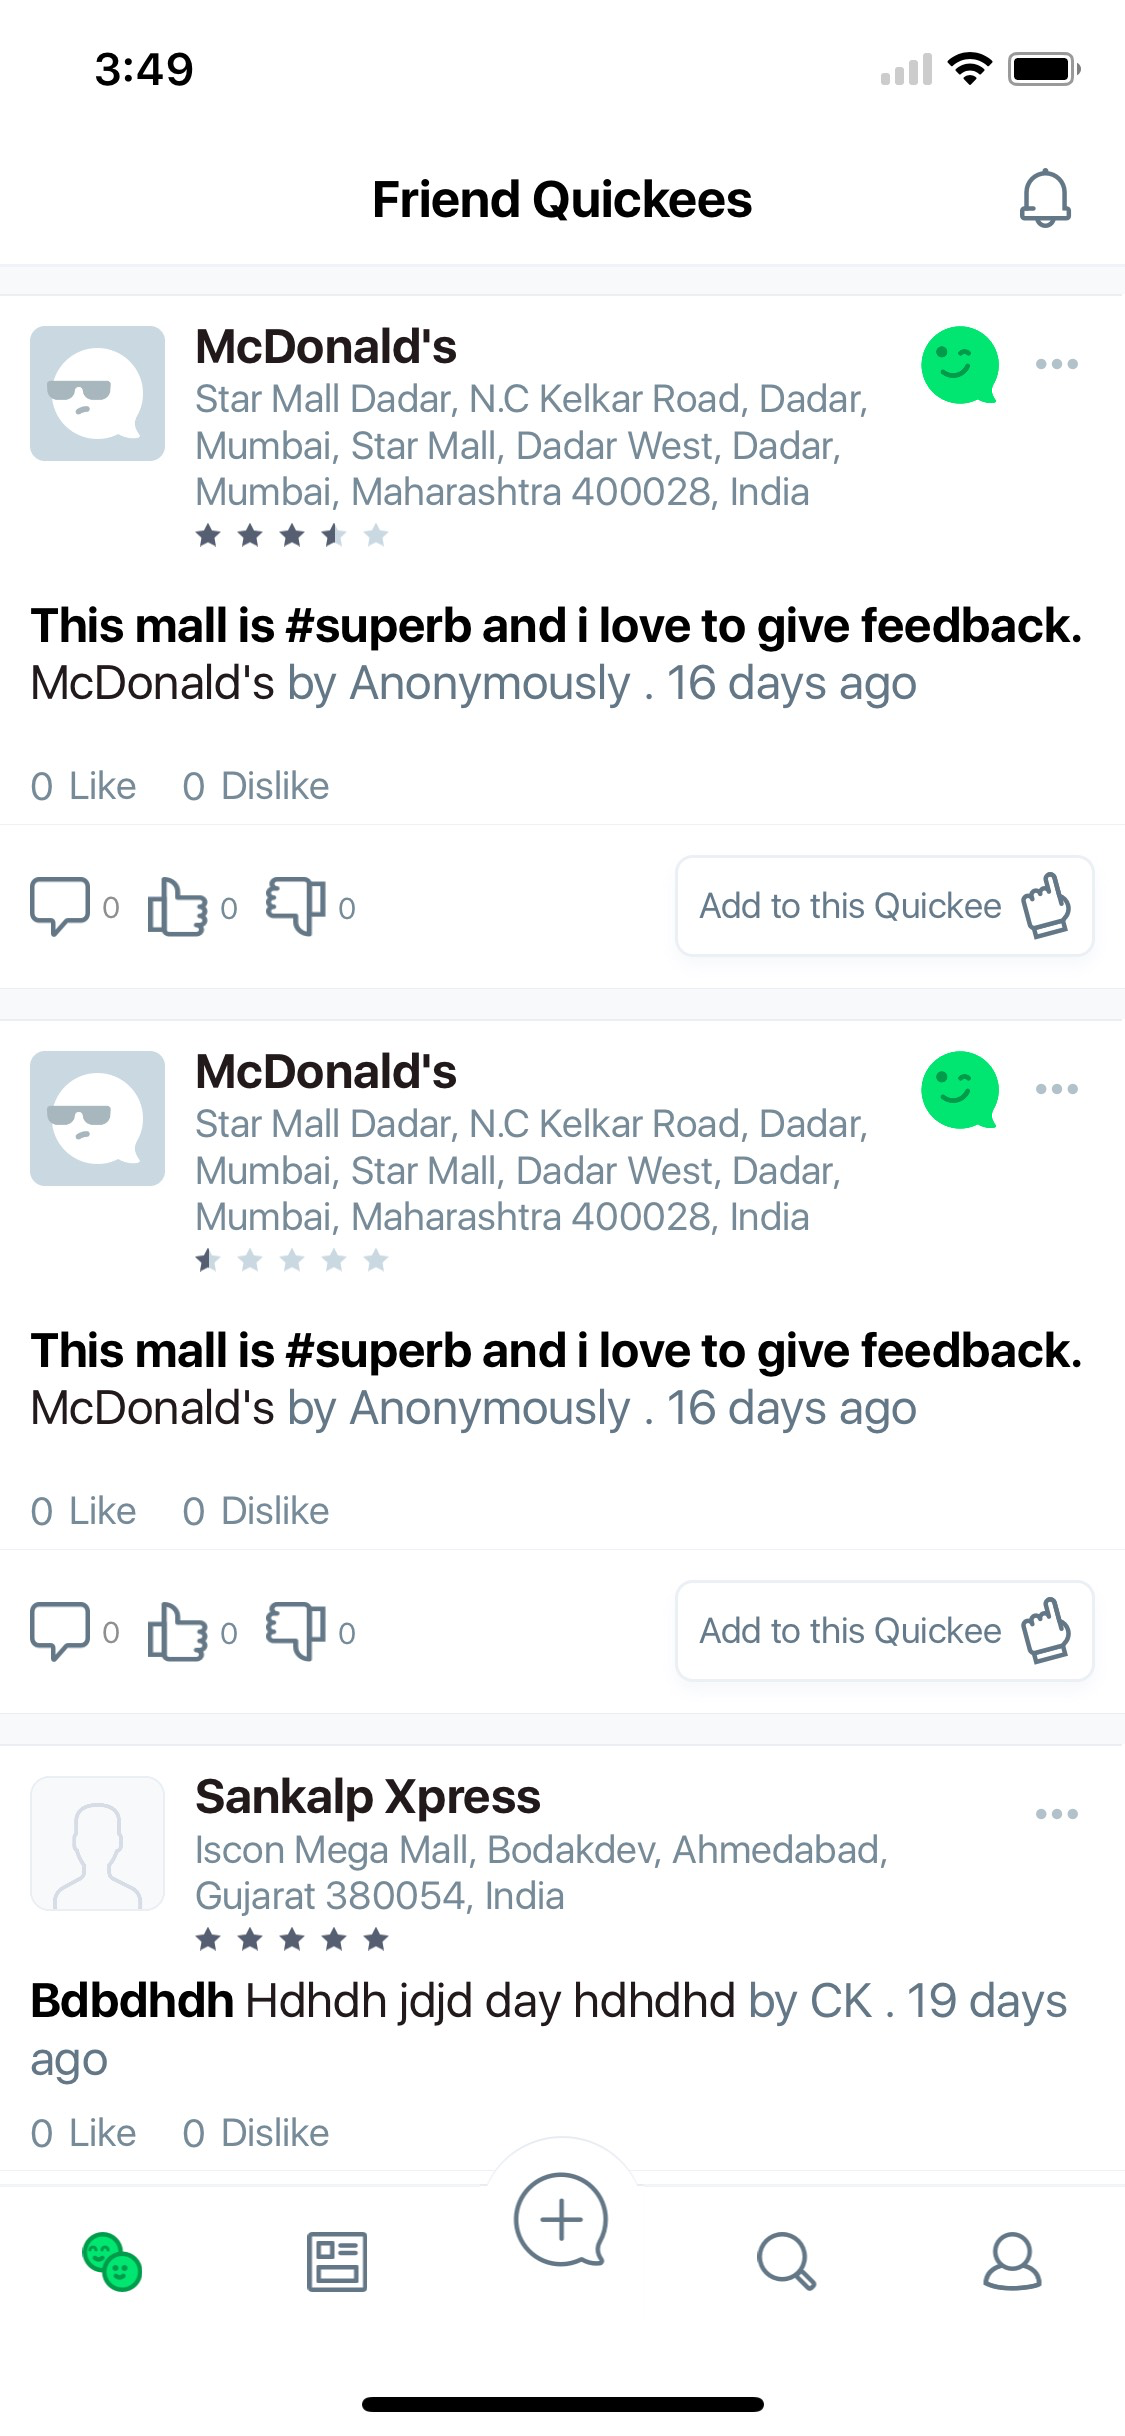 3:49
Friend Quickees
McDonald's
Star Mall Dadar, N.C Kelkar Road, Dadar,
Mumbai, Star Mall, Dadar West, Dadar,
Mumbai, Maharashtra 400028, India
This mall is #superb and i love to give feedback.
McDonald's by Anonymously . 16 days ago
0 Like 0 Dislike
0 0 0 Add to this Quickee
McDonald's
Star Mall Dadar, N.C Kelkar Road, Dadar,
Mumbai, Star Mall, Dadar West, Dadar,
Mumbai, Maharashtra 400028, India
This mall is #superb and i love to give feedback.
McDonald's by Anonymously . 16 days ago
0 Like 0 Dislike
0 0 0 Add to this Quickee
Sankalp Xpress
Iscon Mega Mall, Bodakdev, Ahmedabad,
Gujarat 380054, India
Bdbdhdh Hdhdh jdjd day hdhdhd by CK . 19 days
ago
0 Like 0 Dislike